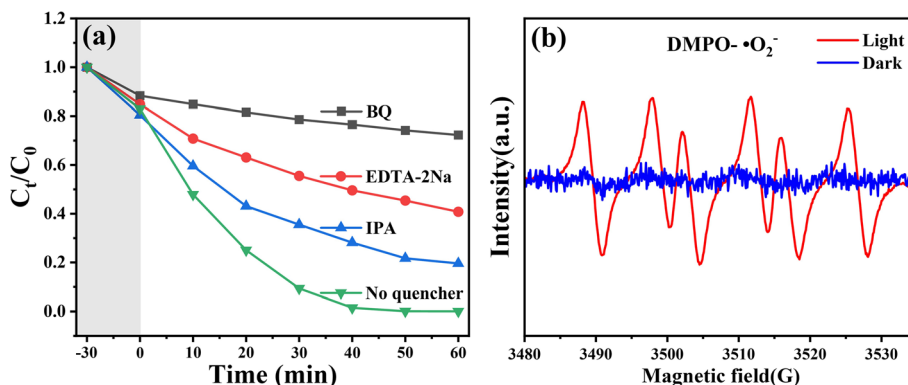 (a)
BQ
EDTA-2Na
IPA
No quencher
Cₜ/C₀
1.0
0.8
0.6
0.4
0.2
0.0
-30 0 10 20 30 40 50 60
Time (min)
(b)
DMPO- •O₂⁻
Light
Dark
Intensity(a.u.)
3480 3490 3500 3510 3520 3530
Magnetic field(G)